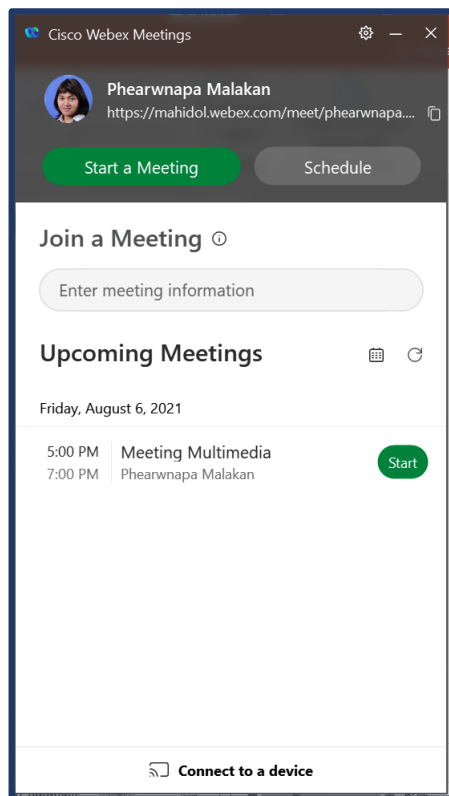 Cisco Webex Meetings
Phearwnapa Malakan
https://mahidol.webex.com/meet/phearwnapa....
Start a Meeting
Schedule
Join a Meeting
Enter meeting information
Upcoming Meetings
Friday, August 6, 2021
5:00 PM Meeting Multimedia
7:00 PM Phearwnapa Malakan
Start
Connect to a device